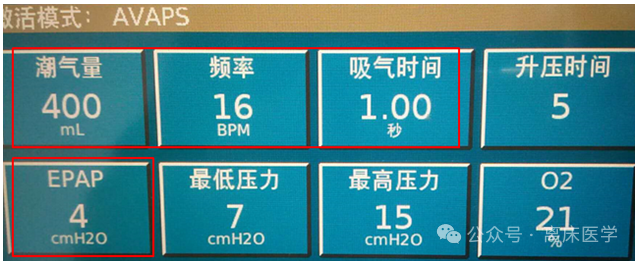 激活模式： AVAPS
潮气量 频率 吸气时间 升压时间
400 16 1.00 5
mL BPM 秒
EPAP 最低压力 最高压力 O2
4 7 15 21
cmH2O cmH2O cmH2O %
公众号 · 离床医学